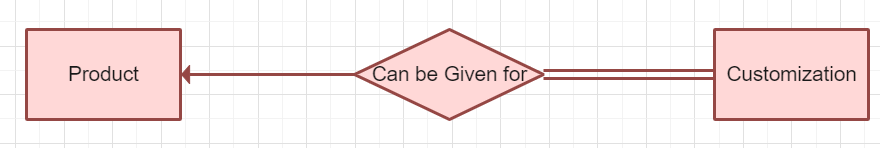 Product
Can be Given for
Customization